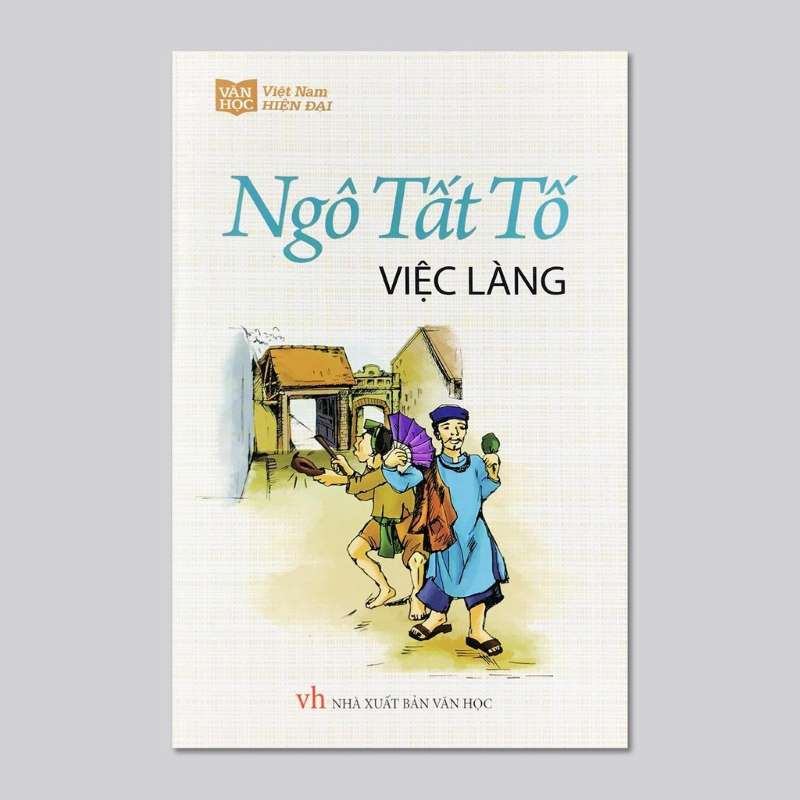 VĂN HỌC
Việt Nam
HIỆN ĐẠI
Ngô Tất Tố
VIỆC LÀNG
vh NHÀ XUẤT BẢN VĂN HỌC